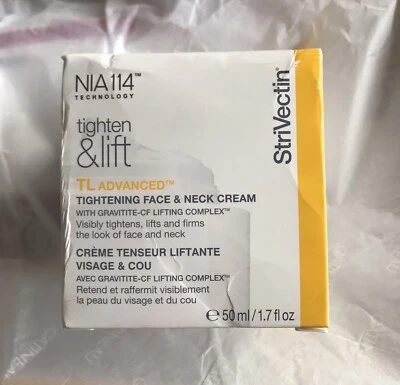 NIA114™
TECHNOLOGY
tighten
&lift
TL ADVANCED™
TIGHTENING FACE & NECK CREAM
WITH GRAVITITE-CF LIFTING COMPLEX™
Visibly tightens, lifts and firms
the look of face and neck
CRÈME TENSEUR LIFTANTE
VISAGE & COU
AVEC GRAVITITE-CF LIFTING COMPLEX™
Retend et raffermit visiblement
la peau du visage et du cou
℮ 50 ml/1.7 fl oz
StriVectin®